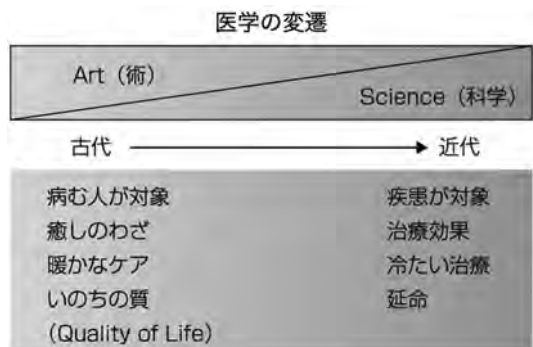 医学の変遷
Art（術）
Science（科学）
古代 → 近代
病む人が対象 疾患が対象
癒しのわざ 治療効果
暖かなケア 冷たい治療
いのちの質 延命
（Quality of Life）